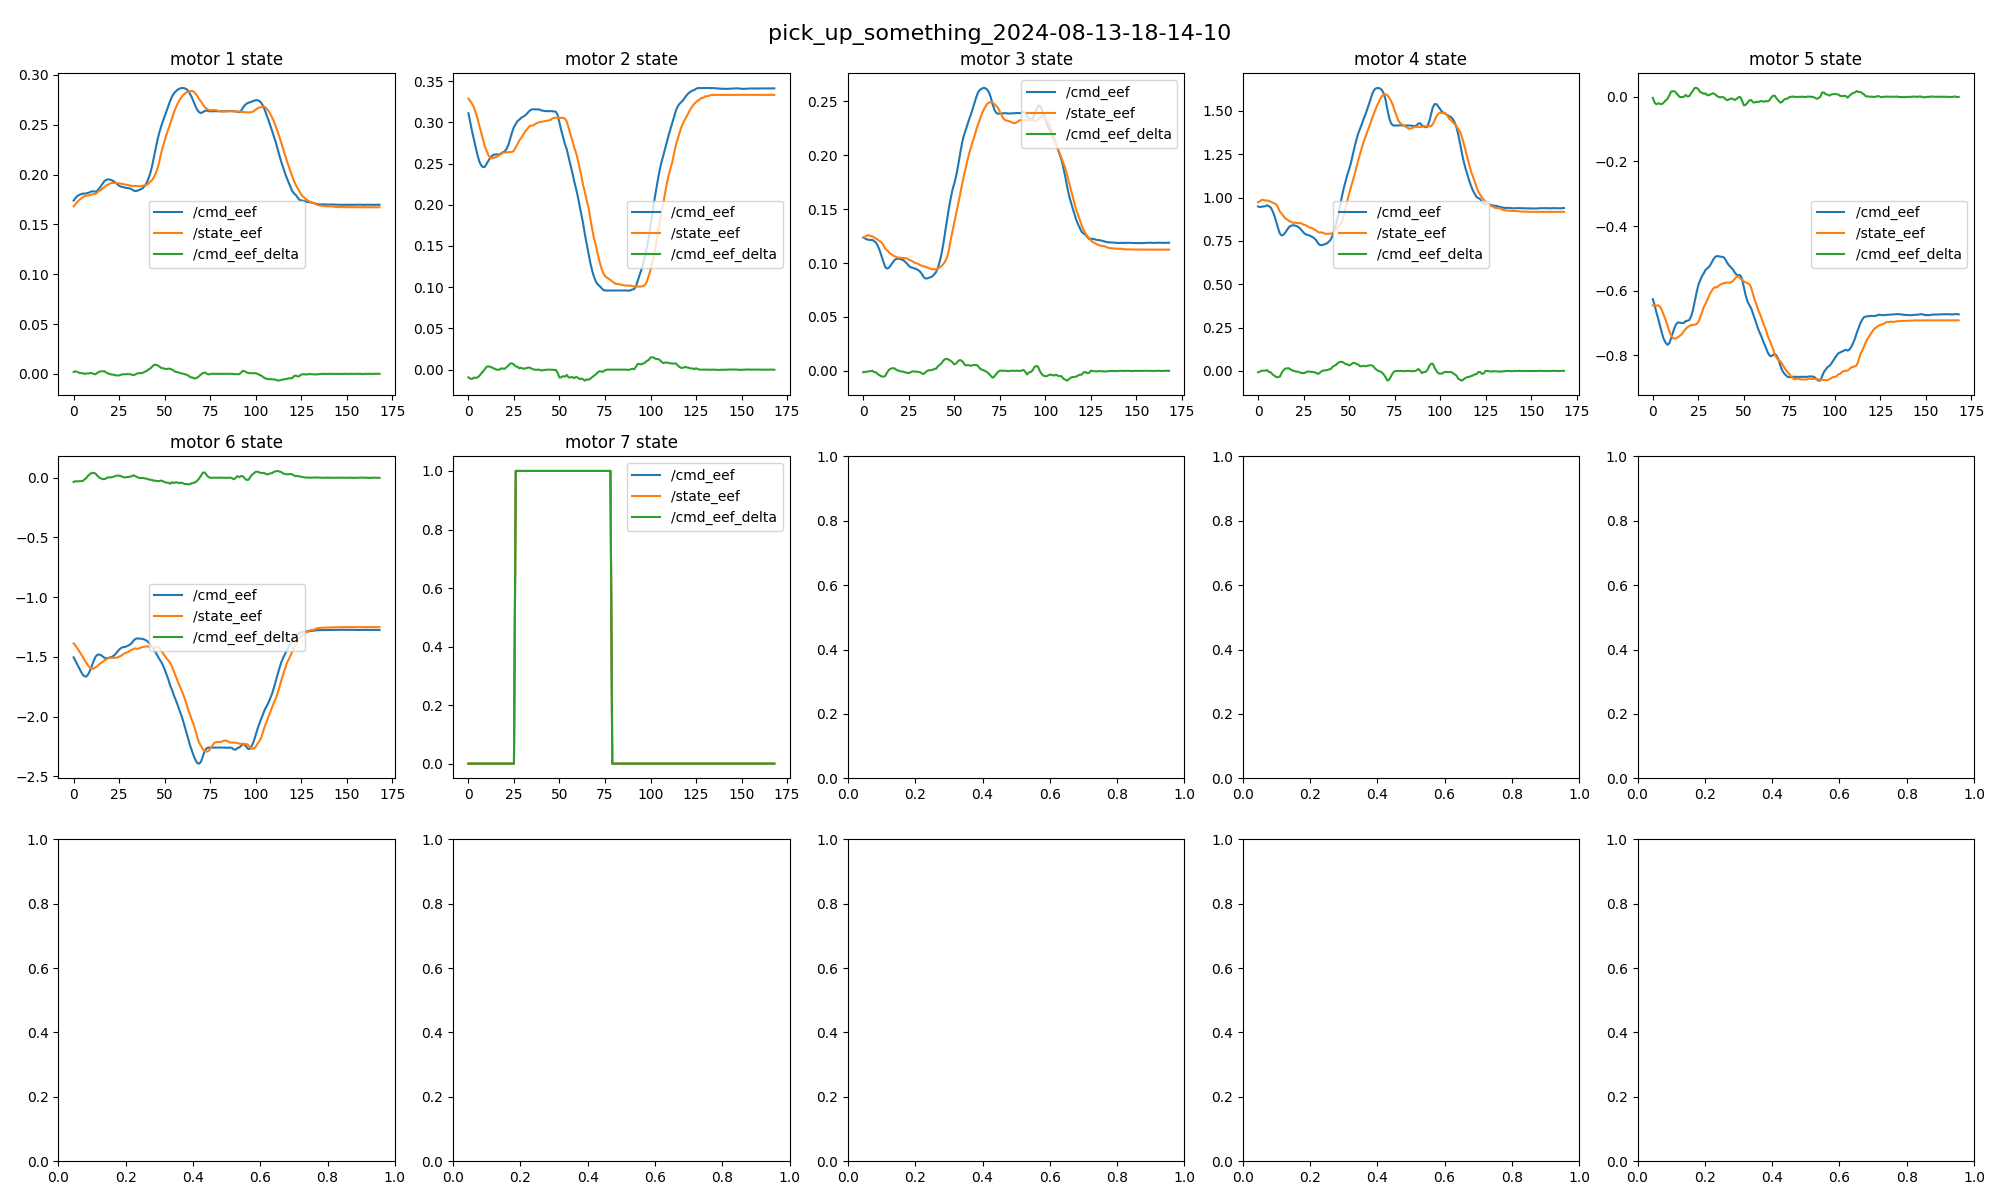 pick_up_something_2024-08-13-18-14-10
motor 1 state
0.30
0.25
0.20
0.15
0.10
0.05
0.00
/cmd_eef
/state_eef
/cmd_eef_delta
0 25 50 75 100 125 150 175
motor 2 state
0.35
0.30
0.25
0.20
0.15
0.10
0.05
0.00
/cmd_eef
/state_eef
/cmd_eef_delta
0 25 50 75 100 125 150 175
motor 3 state
0.25
0.20
0.15
0.10
0.05
0.00
/cmd_eef
/state_eef
/cmd_eef_delta
0 25 50 75 100 125 150 175
motor 4 state
1.50
1.25
1.00
0.75
0.50
0.25
0.00
/cmd_eef
/state_eef
/cmd_eef_delta
0 25 50 75 100 125 150 175
motor 5 state
0.0
−0.2
−0.4
−0.6
−0.8
/cmd_eef
/state_eef
/cmd_eef_delta
0 25 50 75 100 125 150 175
motor 6 state
0.0
−0.5
−1.0
−1.5
−2.0
−2.5
/cmd_eef
/state_eef
/cmd_eef_delta
0 25 50 75 100 125 150 175
motor 7 state
1.0
0.8
0.6
0.4
0.2
0.0
/cmd_eef
/state_eef
/cmd_eef_delta
0 25 50 75 100 125 150 175
1.0
0.8
0.6
0.4
0.2
0.0
0.0 0.2 0.4 0.6 0.8 1.0
1.0
0.8
0.6
0.4
0.2
0.0
0.0 0.2 0.4 0.6 0.8 1.0
1.0
0.8
0.6
0.4
0.2
0.0
0.0 0.2 0.4 0.6 0.8 1.0
1.0
0.8
0.6
0.4
0.2
0.0
0.0 0.2 0.4 0.6 0.8 1.0
1.0
0.8
0.6
0.4
0.2
0.0
0.0 0.2 0.4 0.6 0.8 1.0
1.0
0.8
0.6
0.4
0.2
0.0
0.0 0.2 0.4 0.6 0.8 1.0
1.0
0.8
0.6
0.4
0.2
0.0
0.0 0.2 0.4 0.6 0.8 1.0
1.0
0.8
0.6
0.4
0.2
0.0
0.0 0.2 0.4 0.6 0.8 1.0